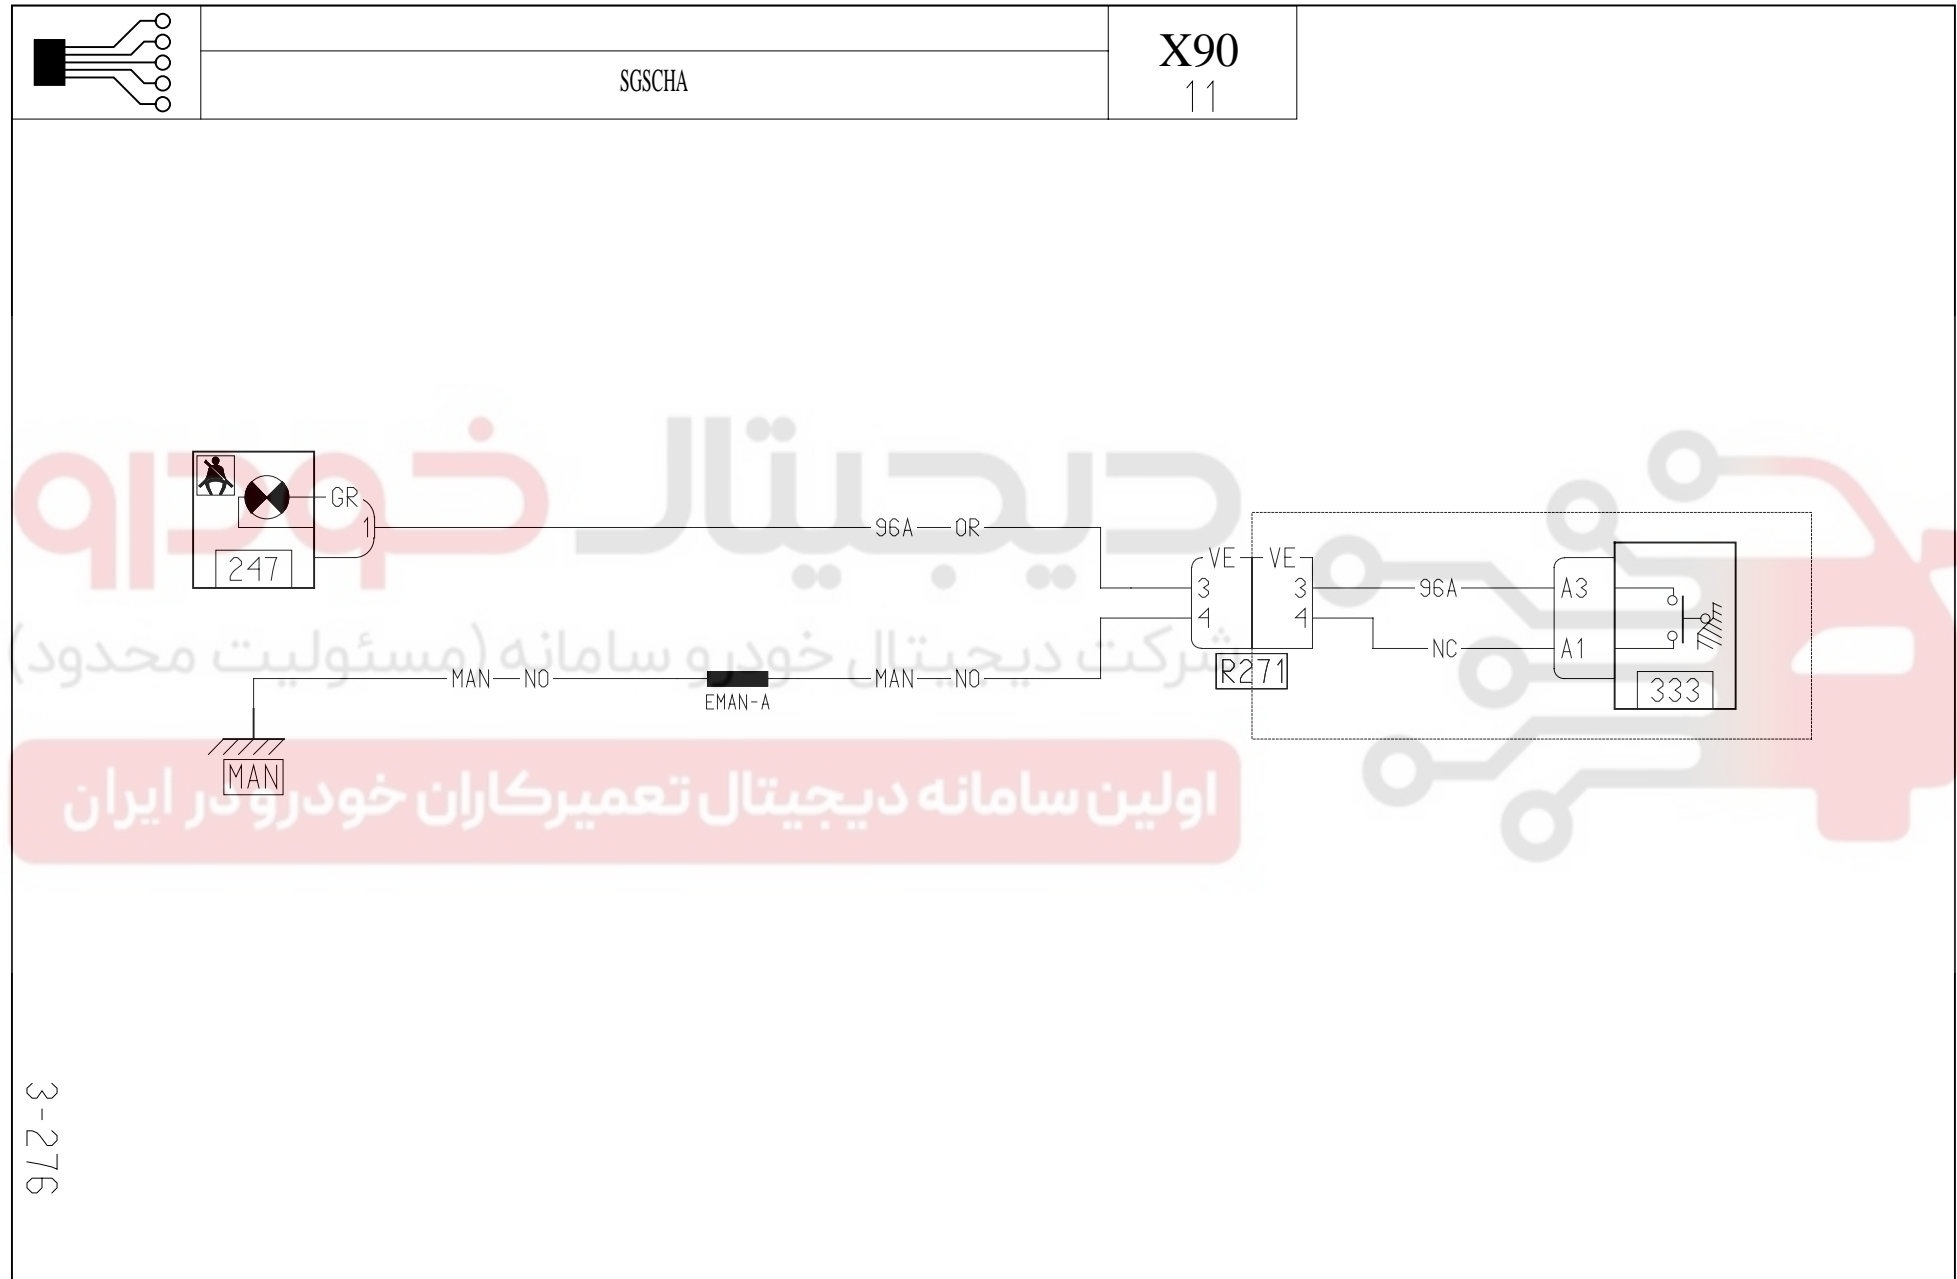 SGSCHA
X90
11
دیجیتال خودرو
GR
1
247
96A
OR
VE
VE
3
4
3
4
R271
96A
NC
A3
A1
333
شرکت دیجیتال خودرو سامانه (مسئولیت محدود)
MAN
NO
EMAN-A
MAN
NO
MAN
اولین سامانه دیجیتال تعمیرکاران خودرو در ایران
3-276